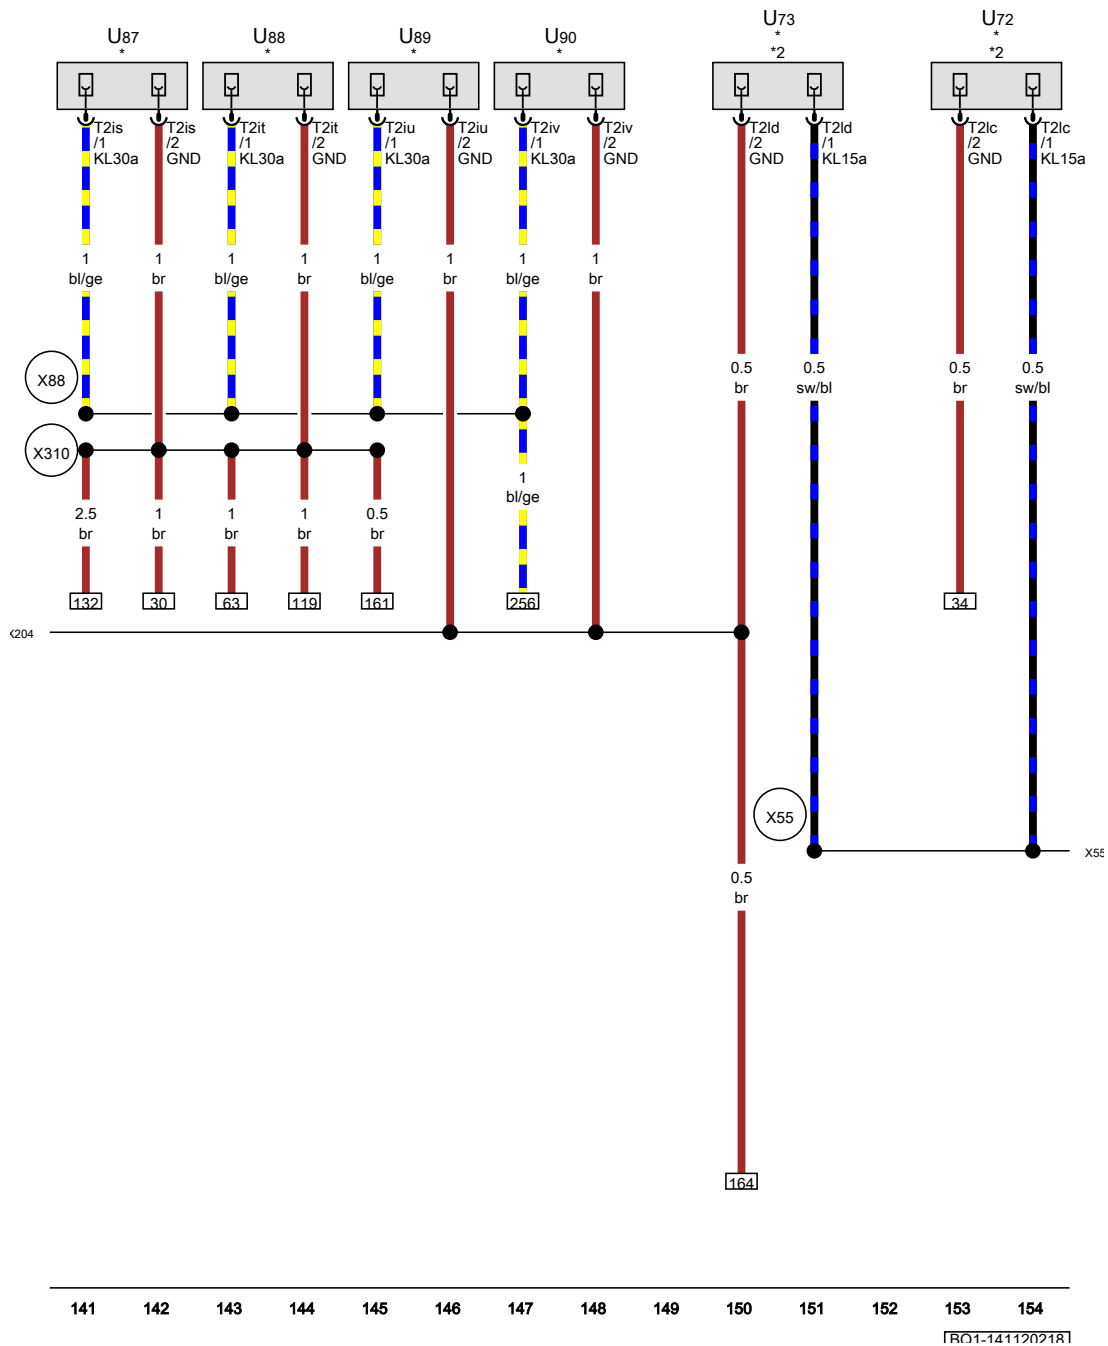 U87 U88 U89 U90 U73 U72
* * * * * *
*2 *2
T2is T2is T2it T2it T2iu T2iu T2iv T2iv T2ld T2ld T2lc T2lc
/1 /2 /1 /2 /1 /2 /1 /2 /2 /1 /2 /1
KL30a GND KL30a GND KL30a GND KL30a GND GND KL15a GND KL15a
1 1 1 1 1 1 1 1
bl/ge br bl/ge br bl/ge br bl/ge br
0.5 0.5 0.5 0.5
br sw/bl br sw/bl
X88
X310
1
bl/ge
2.5 1 1 1 0.5
br br br br br
132 30 63 119 161 256 34
X204
X55
X55
0.5
br
164
141 142 143 144 145 146 147 148 149 150 151 152 153 154
BO1-141120218